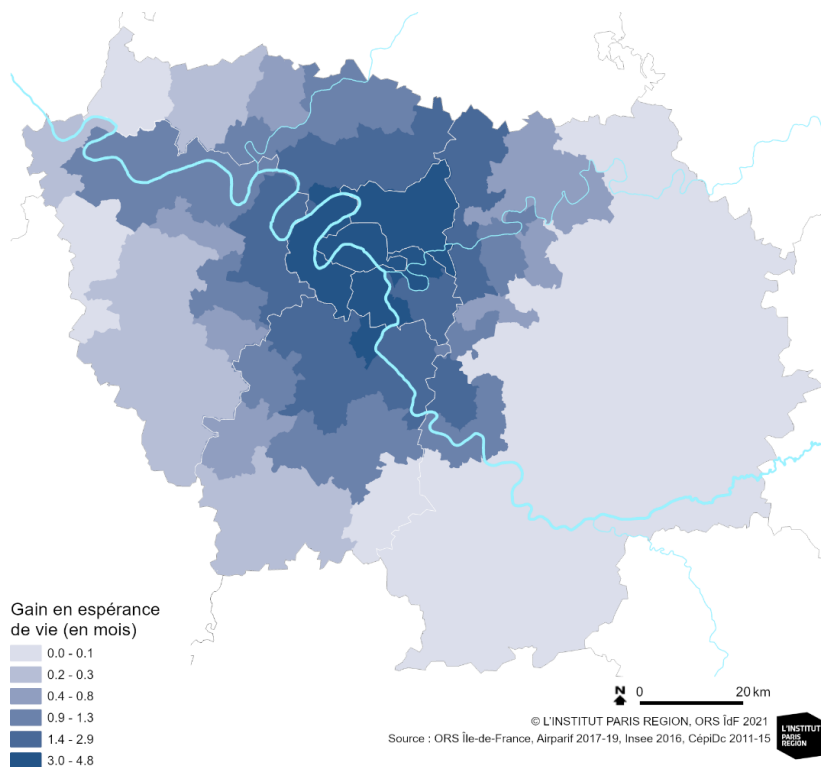 Gain en espérance
de vie (en mois)
0.0 - 0.1
0.2 - 0.3
0.4 - 0.8
0.9 - 1.3
1.4 - 2.9
3.0 - 4.8
N 0 20 km
© L'INSTITUT PARIS REGION, ORS ÎdF 2021
Source : ORS Île-de-France, Airparif 2017-19, Insee 2016, CépiDc 2011-15
L'INSTITUT
PARIS
REGION